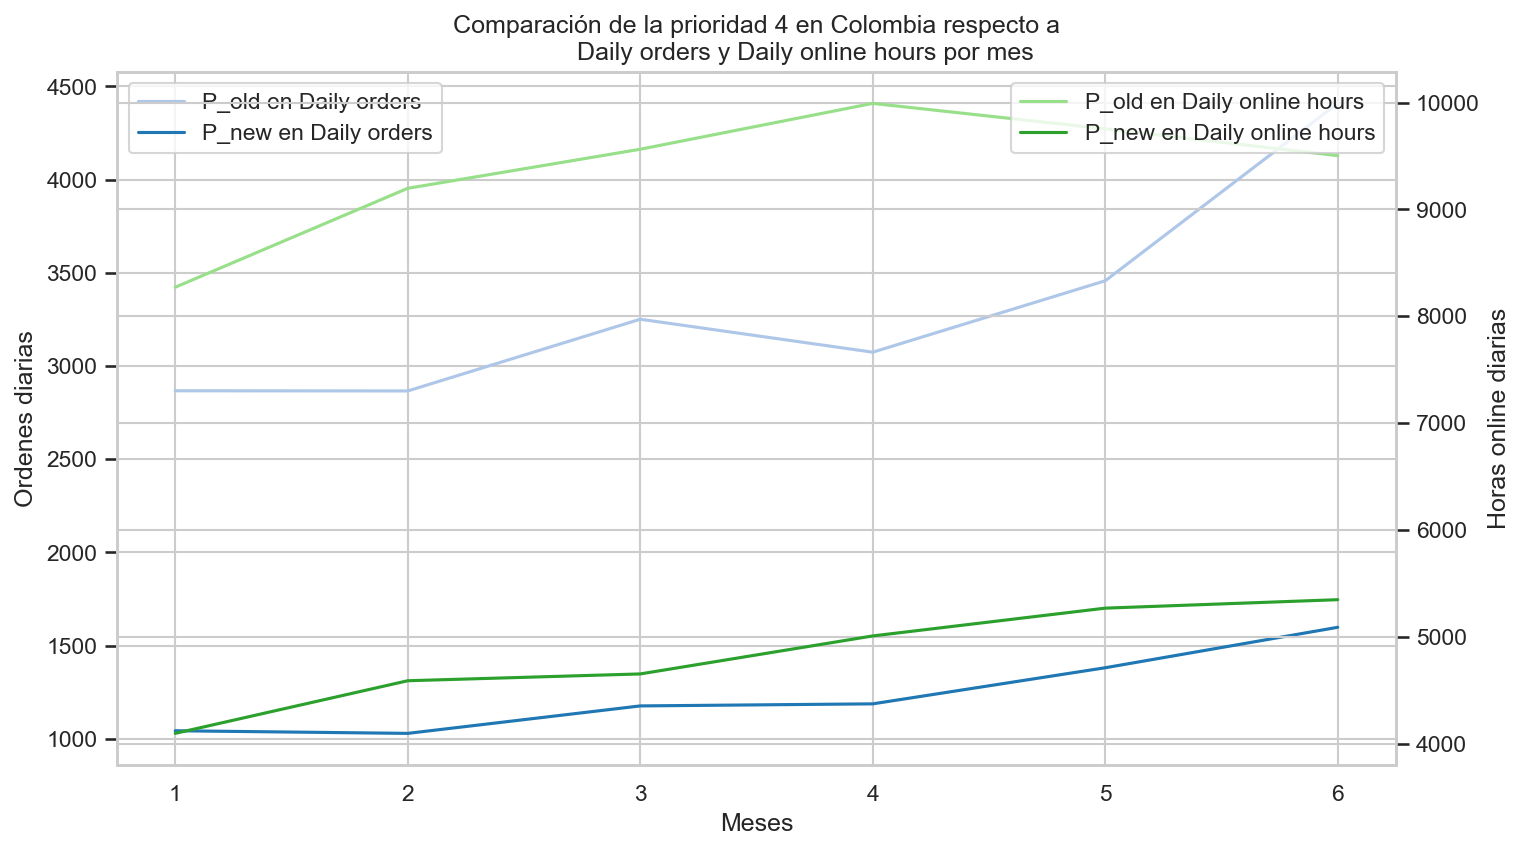 Comparación de la prioridad 4 en Colombia respecto a
Daily orders y Daily online hours por mes
P_old en Daily orders
P_new en Daily orders
P_old en Daily online hours
P_new en Daily online hours
Ordenes diarias
4500
4000
3500
3000
2500
2000
1500
1000
10000
9000
8000
7000
6000
5000
4000
Horas online diarias
1 2 3 4 5 6
Meses